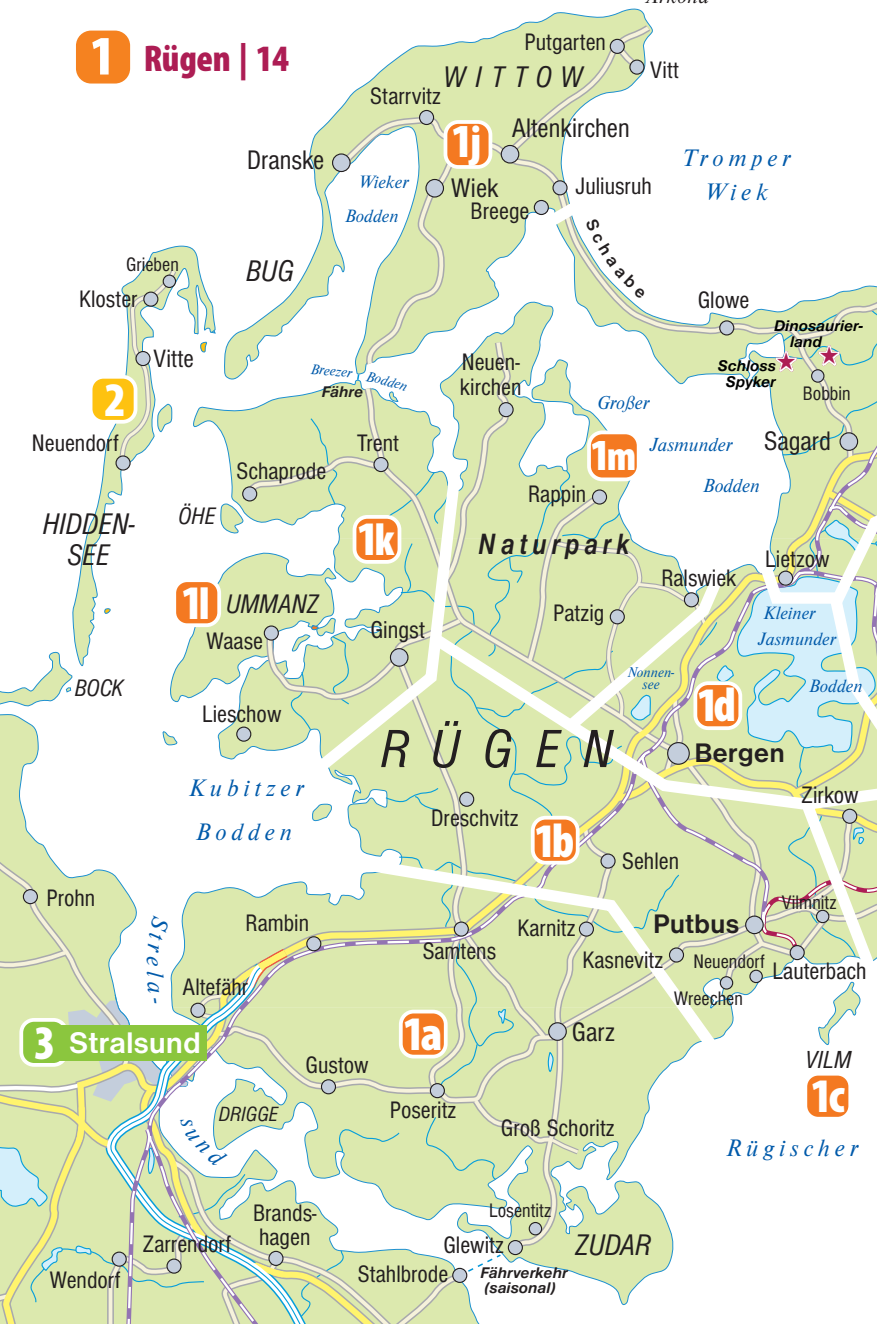 Arkona
1 Rügen | 14
Putgarten
WITTOW
Vitt
Starrvitz
1j
Altenkirchen
Dranske
Tromper
Wiek
Wieker
Bodden
Wiek
Juliusruh
Breege
Schaabe
Grieben
BUG
Kloster
Glowe
Dinosaurier-
land
Schloss
Spyker
Vitte
Breezer Bodden
Fähre
Neuen-
kirchen
Bobbin
2
Großer
Jasmunder
Bodden
Neuendorf
Trent
Sagard
1m
Schaprode
Rappin
HIDDEN-
SEE
ÖHE
1k
Naturpark
Lietzow
Ralswiek
1l
UMMANZ
Patzig
Kleiner
Jasmunder
Bodden
Waase
Gingst
Nonnen-
see
BOCK
1d
Lieschow
RÜGEN
Bergen
Kubitzer
Bodden
Zirkow
Dreschvitz
1b
Sehlen
Prohn
Vilmnitz
Strela-
sund
Rambin
Samtens
Karnitz
Putbus
Kasnevitz
Neuendorf
Lauterbach
Altefähr
Wreechen
3 Stralsund
1a
Garz
Gustow
VILM
1c
Poseritz
DRIGGE
Groß Schoritz
Rügischer
Losentitz
Brands-
hagen
Zarrendorf
Glewitz
ZUDAR
Wendorf
Stahlbrode
Fährverkehr
(saisonal)